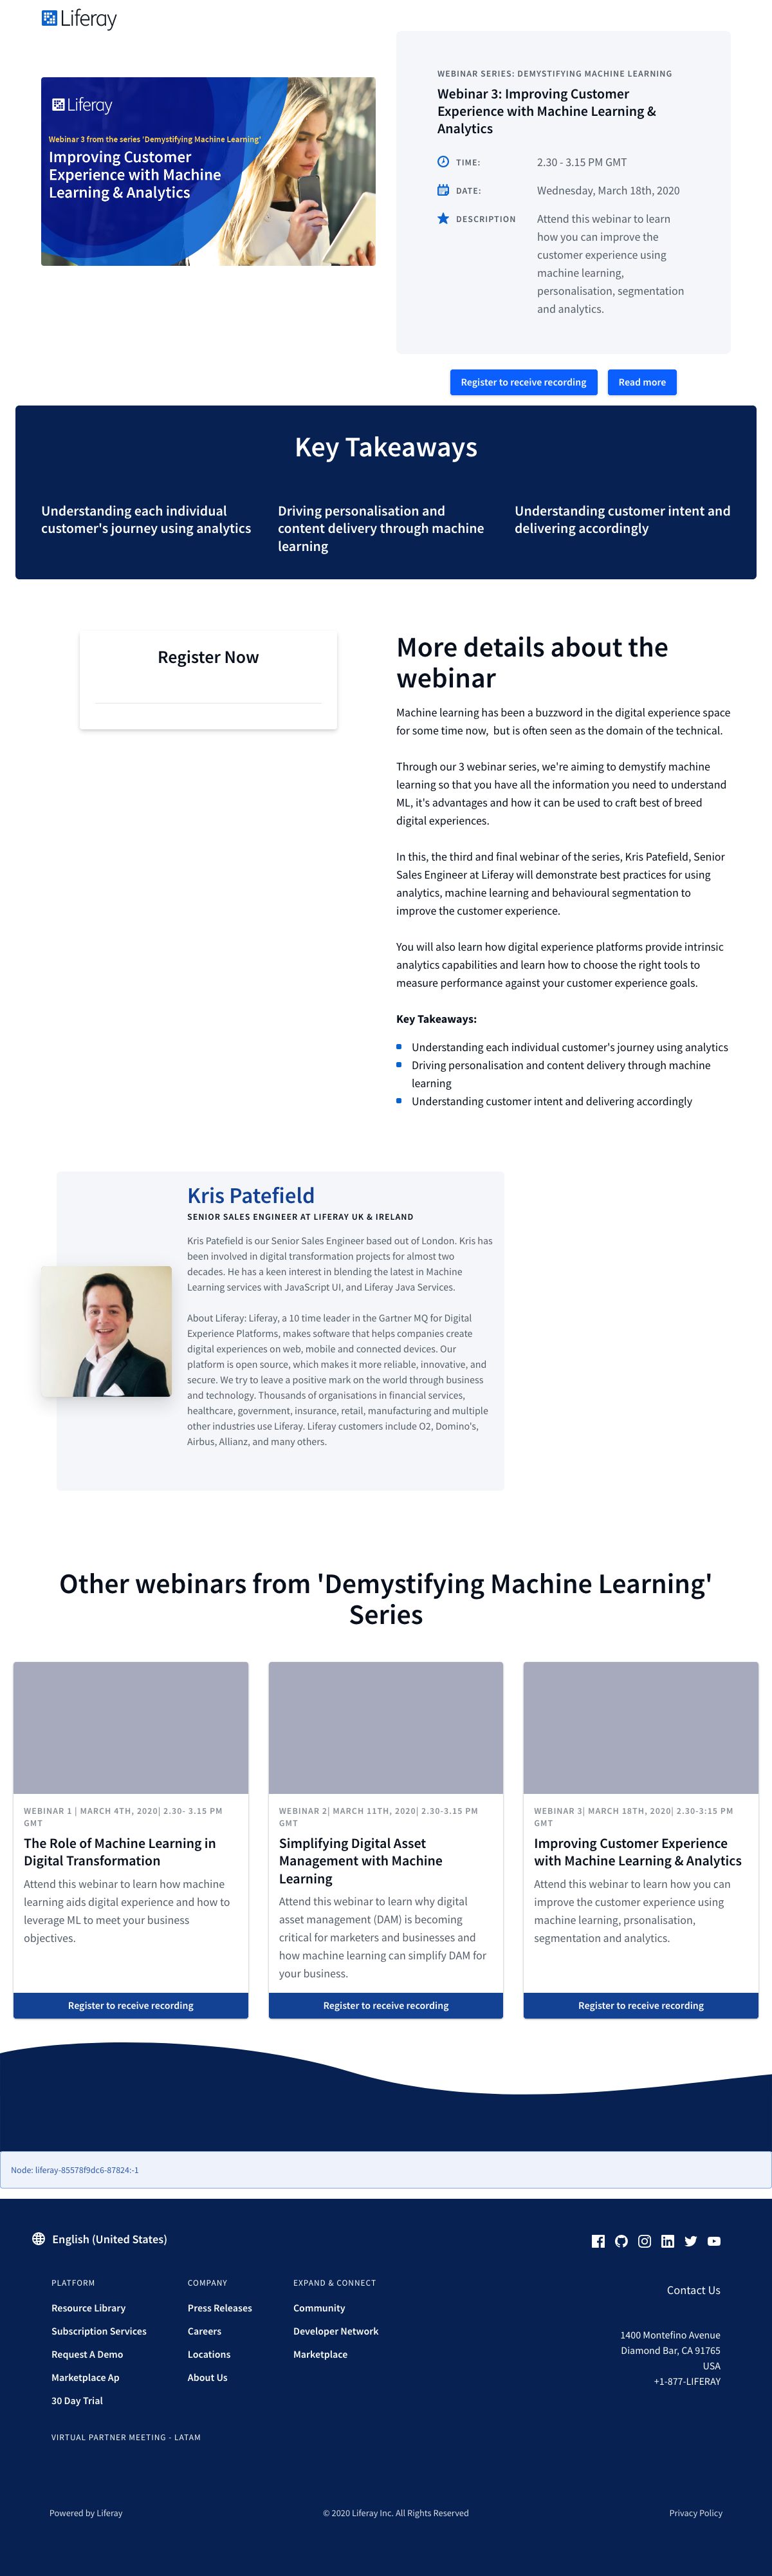 Liferay
Liferay
Webinar 3 from the series 'Demystifying Machine Learning'
Improving Customer
Experience with Machine
Learning & Analytics
WEBINAR SERIES: DEMYSTIFYING MACHINE LEARNING
Webinar 3: Improving Customer
Experience with Machine Learning &
Analytics
TIME: 2.30 - 3.15 PM GMT
DATE: Wednesday, March 18th, 2020
DESCRIPTION Attend this webinar to learn
how you can improve the
customer experience using
machine learning,
personalisation, segmentation
and analytics.
Register to receive recording Read more
Key Takeaways
Understanding each individual
customer's journey using analytics
Driving personalisation and
content delivery through machine
learning
Understanding customer intent and
delivering accordingly
Register Now
More details about the
webinar
Machine learning has been a buzzword in the digital experience space
for some time now, but is often seen as the domain of the technical.
Through our 3 webinar series, we're aiming to demystify machine
learning so that you have all the information you need to understand
ML, it's advantages and how it can be used to craft best of breed
digital experiences.
In this, the third and final webinar of the series, Kris Patefield, Senior
Sales Engineer at Liferay will demonstrate best practices for using
analytics, machine learning and behavioural segmentation to
improve the customer experience.
You will also learn how digital experience platforms provide intrinsic
analytics capabilities and learn how to choose the right tools to
measure performance against your customer experience goals.
Key Takeaways:
Understanding each individual customer's journey using analytics
Driving personalisation and content delivery through machine
learning
Understanding customer intent and delivering accordingly
Kris Patefield
SENIOR SALES ENGINEER AT LIFERAY UK & IRELAND
Kris Patefield is our Senior Sales Engineer based out of London. Kris has
been involved in digital transformation projects for almost two
decades. He has a keen interest in blending the latest in Machine
Learning services with JavaScript UI, and Liferay Java Services.
About Liferay: Liferay, a 10 time leader in the Gartner MQ for Digital
Experience Platforms, makes software that helps companies create
digital experiences on web, mobile and connected devices. Our
platform is open source, which makes it more reliable, innovative, and
secure. We try to leave a positive mark on the world through business
and technology. Thousands of organisations in financial services,
healthcare, government, insurance, retail, manufacturing and multiple
other industries use Liferay. Liferay customers include O2, Domino's,
Airbus, Allianz, and many others.
Other webinars from 'Demystifying Machine Learning'
Series
WEBINAR 1 | MARCH 4TH, 2020| 2.30- 3.15 PM
GMT
The Role of Machine Learning in
Digital Transformation
Attend this webinar to learn how machine
learning aids digital experience and how to
leverage ML to meet your business
objectives.
Register to receive recording
WEBINAR 2| MARCH 11TH, 2020| 2.30-3.15 PM
GMT
Simplifying Digital Asset
Management with Machine
Learning
Attend this webinar to learn why digital
asset management (DAM) is becoming
critical for marketers and businesses and
how machine learning can simplify DAM for
your business.
Register to receive recording
WEBINAR 3| MARCH 18TH, 2020| 2.30-3:15 PM
GMT
Improving Customer Experience
with Machine Learning & Analytics
Attend this webinar to learn how you can
improve the customer experience using
machine learning, prsonalisation,
segmentation and analytics.
Register to receive recording
Node: liferay-85578f9dc6-87824:-1
English (United States)
PLATFORM
Resource Library
Subscription Services
Request A Demo
Marketplace Ap
30 Day Trial
COMPANY
Press Releases
Careers
Locations
About Us
EXPAND & CONNECT
Community
Developer Network
Marketplace
Contact Us
1400 Montefino Avenue
Diamond Bar, CA 91765
USA
+1-877-LIFERAY
VIRTUAL PARTNER MEETING - LATAM
Powered by Liferay © 2020 Liferay Inc. All Rights Reserved Privacy Policy